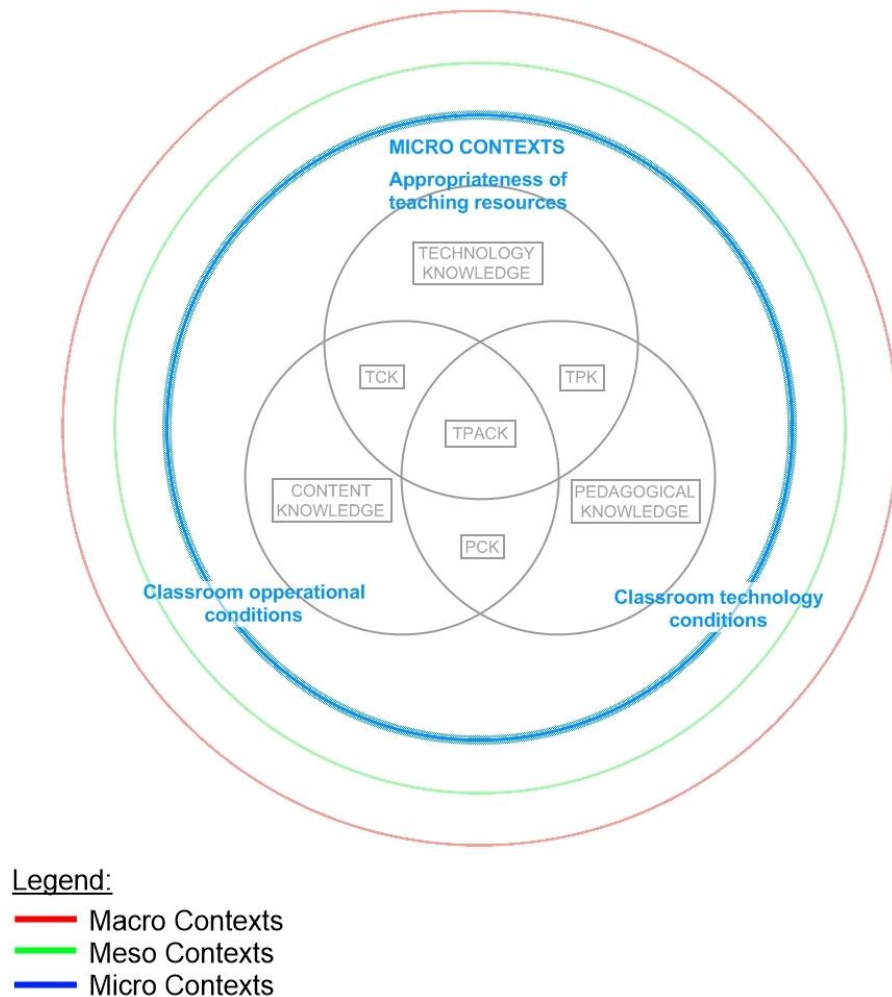 MICRO CONTEXTS
Appropriateness of
teaching resources
TECHNOLOGY
KNOWLEDGE
TCK
TPK
TPACK
CONTENT
KNOWLEDGE
PEDAGOGICAL
KNOWLEDGE
PCK
Classroom opperational
conditions
Classroom technology
conditions
Legend:
Macro Contexts
Meso Contexts
Micro Contexts